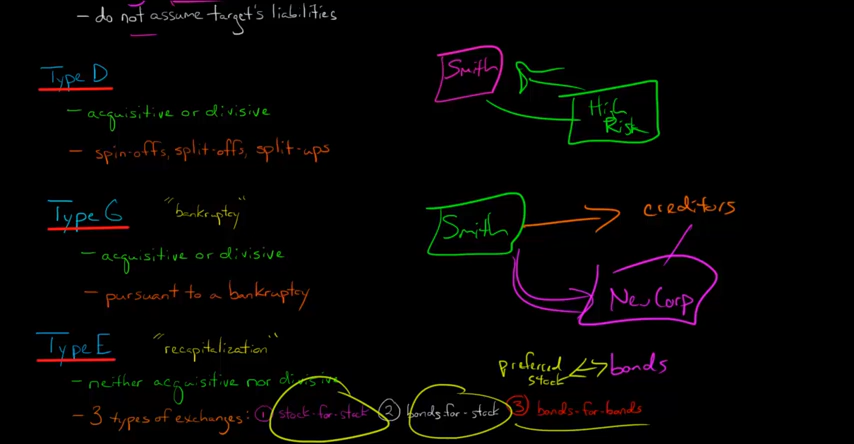 - do not assume target's liabilities
Type D
- acquisitive or divisive
- spin-offs, split-offs, split-ups
Smith
High
Risk
Type G "bankruptcy"
- acquisitive or divisive
- pursuant to a bankruptcy
Smith
creditors
NewCorp
Type E "recapitalization"
- neither acquisitive nor divisive
- 3 types of exchanges: ① stock-for-stock ② bonds-for-stock ③ bonds-for-bonds
preferred
stock
bonds